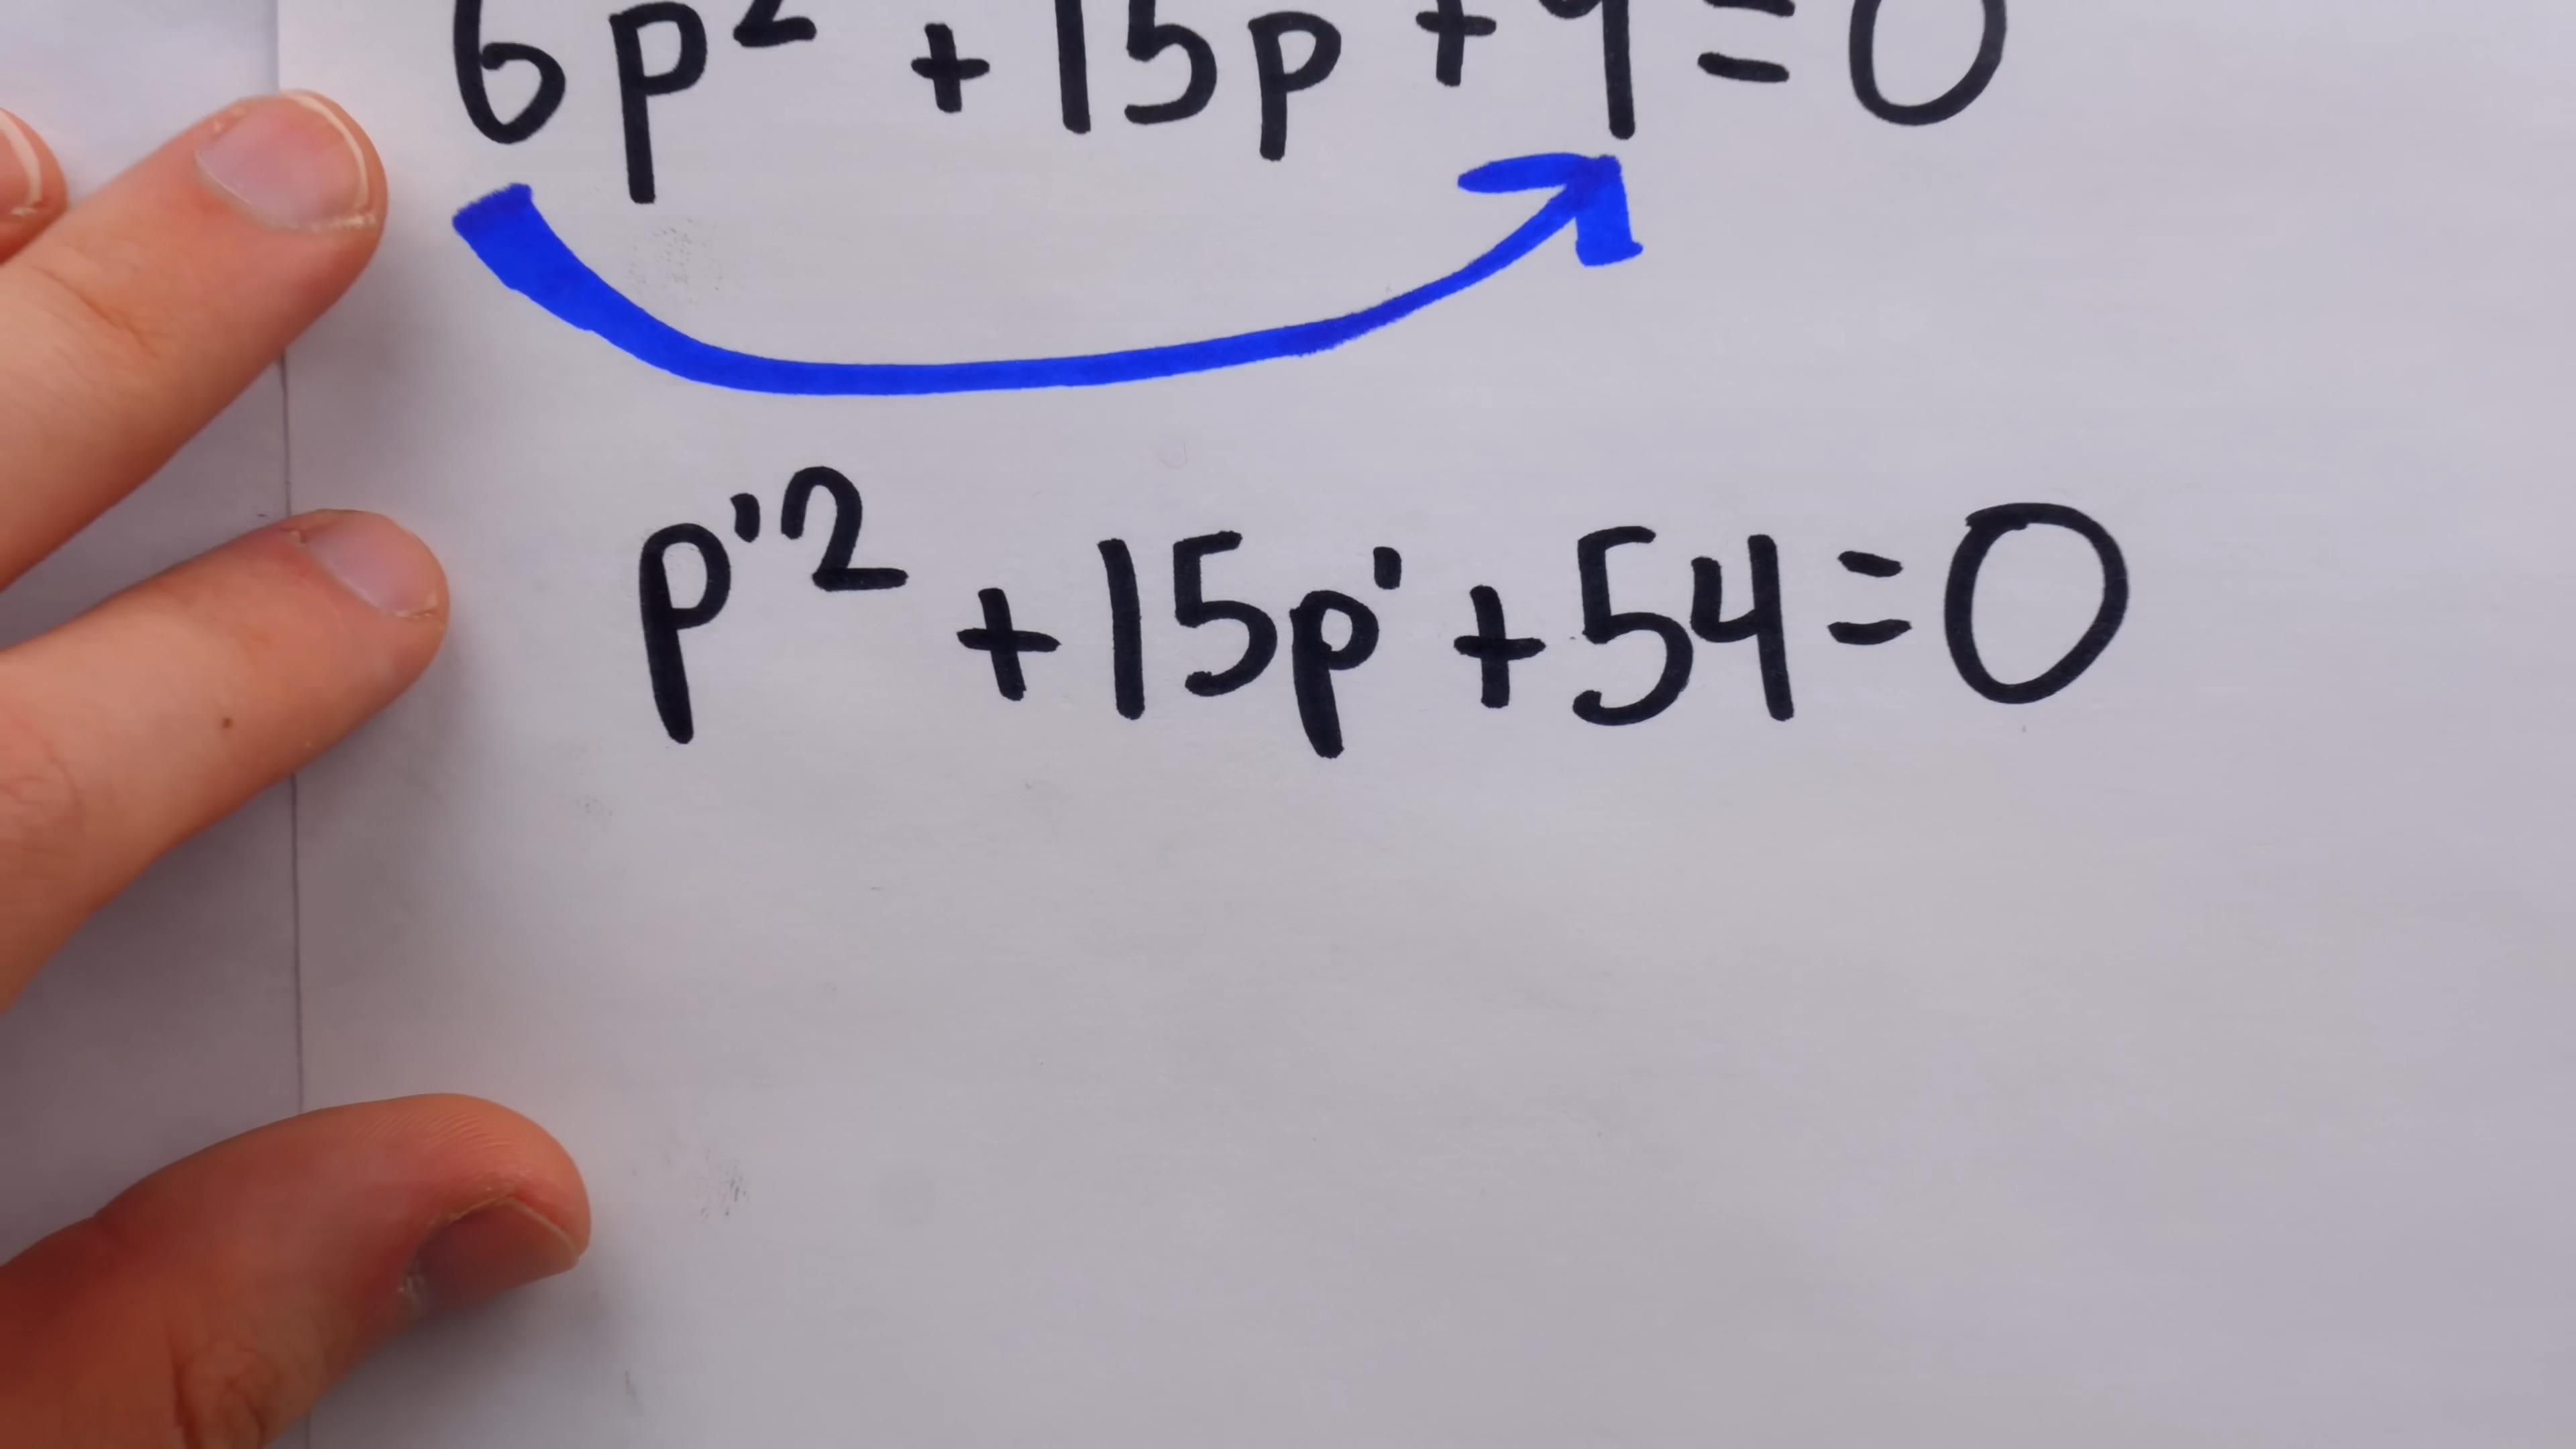 6p² + 15p + 9 = 0
p'² + 15p' + 54 = 0